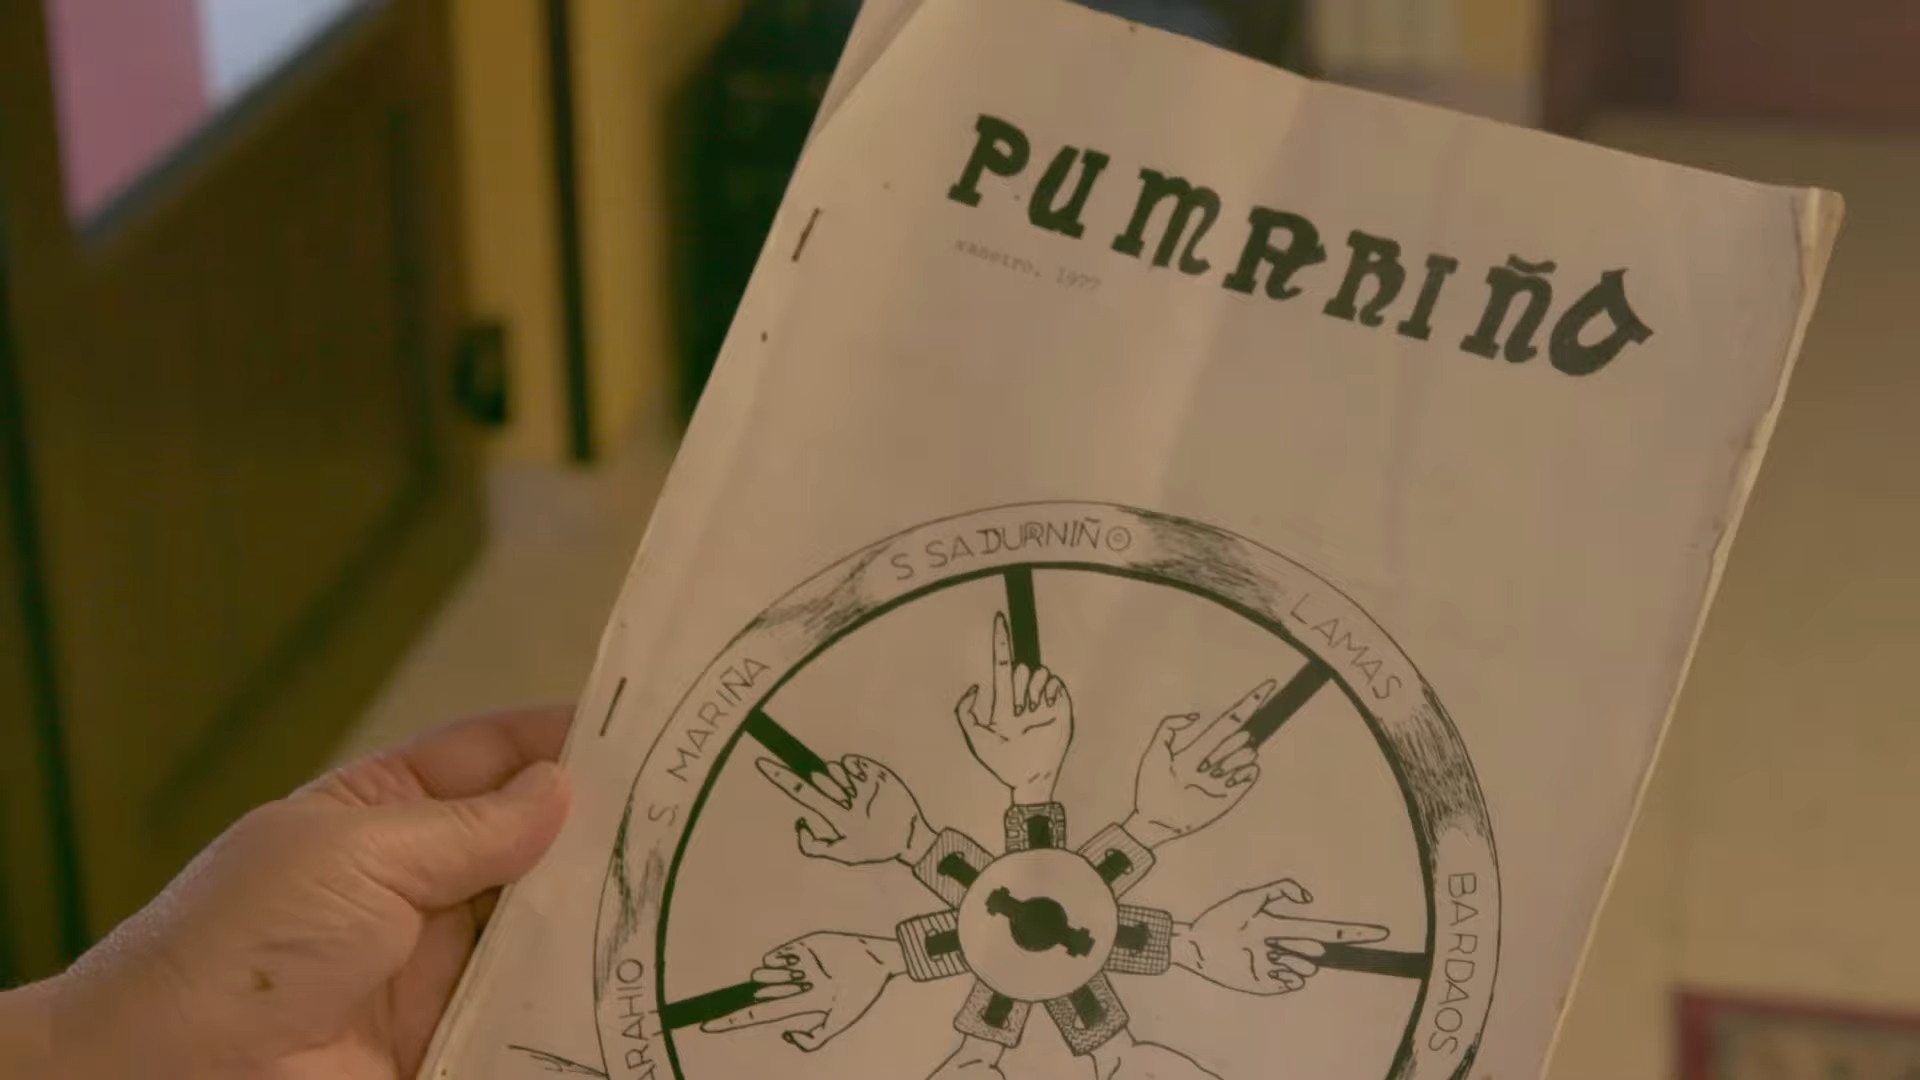 PUMARIÑO
xaneiro, 1977
S SADURNIÑO
LAMAS
S. MARIÑA
BARDAOS